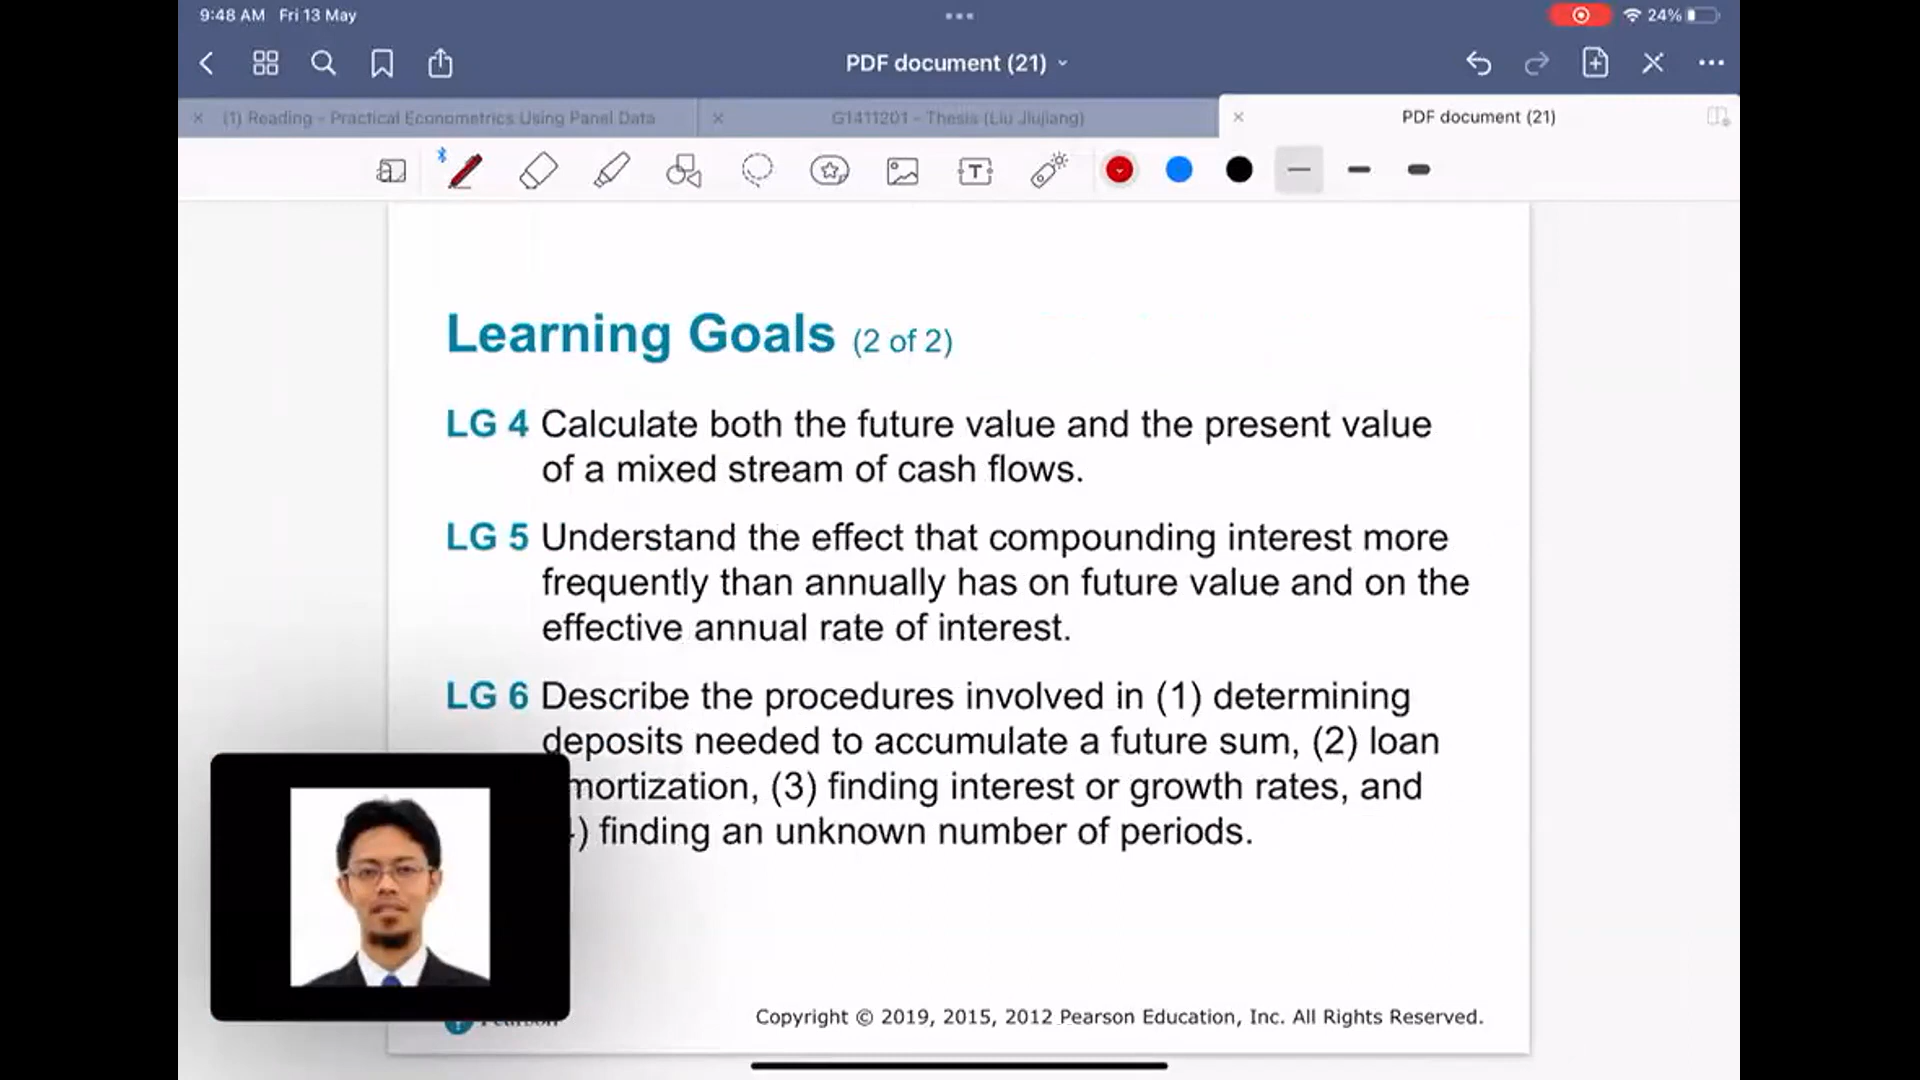 9:48 AM Fri 13 May
24%
PDF document (21)
(1) Reading - Practical Econometrics Using Panel Data
G1411201 - Thesis (Liu Jiujiang)
PDF document (21)
Learning Goals (2 of 2)
LG 4 Calculate both the future value and the present value
of a mixed stream of cash flows.
LG 5 Understand the effect that compounding interest more
frequently than annually has on future value and on the
effective annual rate of interest.
LG 6 Describe the procedures involved in (1) determining
deposits needed to accumulate a future sum, (2) loan
mortization, (3) finding interest or growth rates, and
) finding an unknown number of periods.
Pearson
Copyright © 2019, 2015, 2012 Pearson Education, Inc. All Rights Reserved.